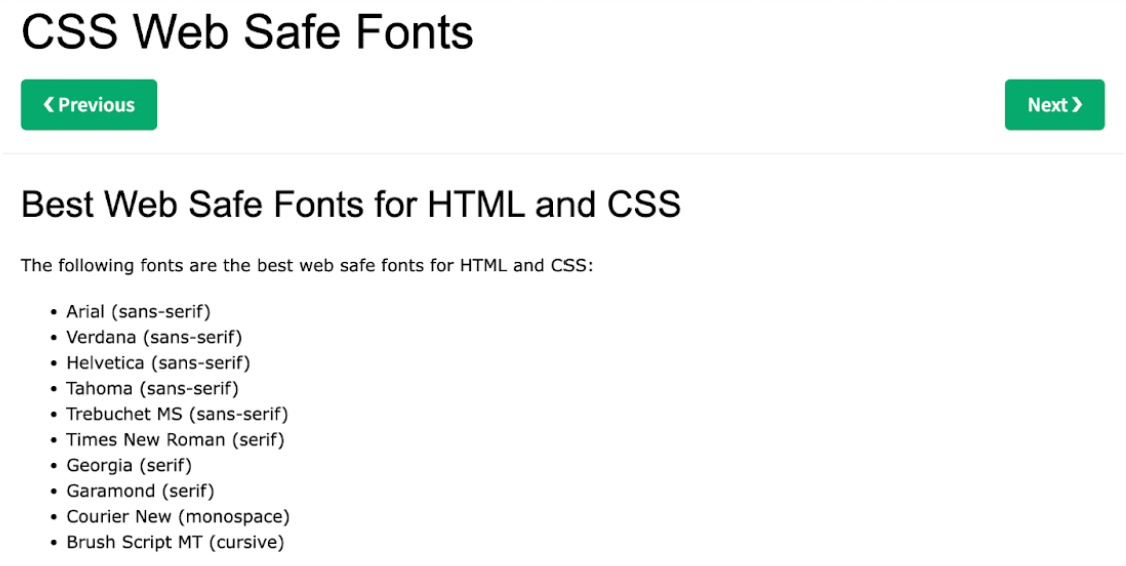 CSS Web Safe Fonts
❮ Previous
Next ❯
Best Web Safe Fonts for HTML and CSS
The following fonts are the best web safe fonts for HTML and CSS:
• Arial (sans-serif)
• Verdana (sans-serif)
• Helvetica (sans-serif)
• Tahoma (sans-serif)
• Trebuchet MS (sans-serif)
• Times New Roman (serif)
• Georgia (serif)
• Garamond (serif)
• Courier New (monospace)
• Brush Script MT (cursive)